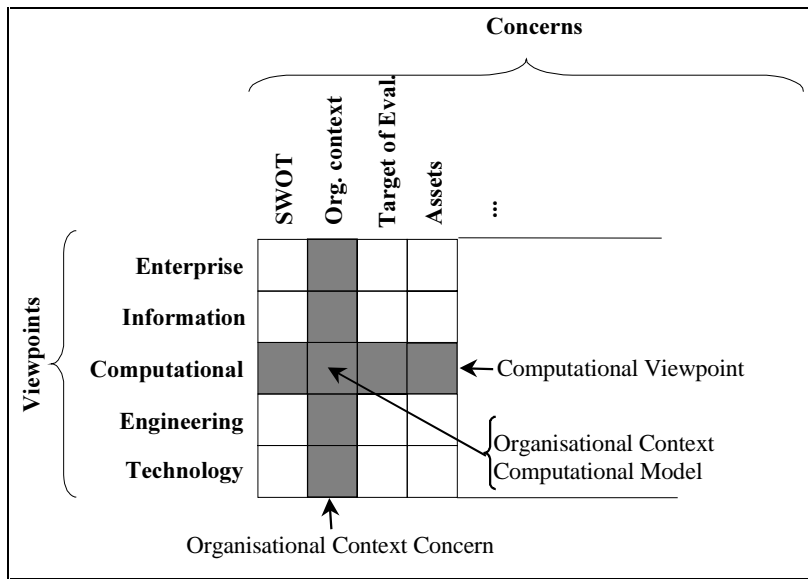 Concerns
SWOT
Org. context
Target of Eval.
Assets
...
Viewpoints
Enterprise
Information
Computational
Engineering
Technology
Computational Viewpoint
Organisational Context
Computational Model
Organisational Context Concern